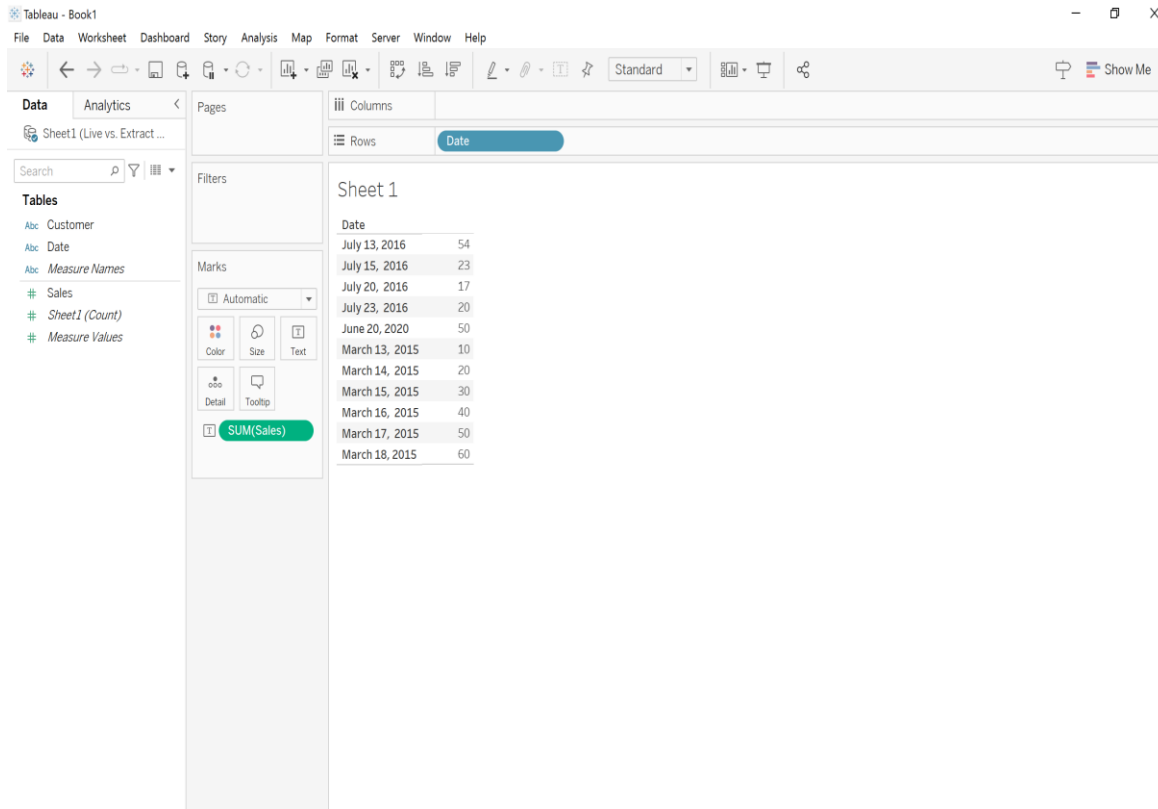 Tableau - Book1
File Data Worksheet Dashboard Story Analysis Map Format Server Window Help
Standard
Show Me
Data Analytics
Sheet1 (Live vs. Extract ...
Search
Tables
Abc Customer
Abc Date
Abc Measure Names
# Sales
# Sheet1 (Count)
# Measure Values
Pages
Filters
Marks
T Automatic
Color Size T Text
Detail Tooltip
T SUM(Sales)
iii Columns
Rows Date
Sheet 1
Date
July 13, 2016 54
July 15, 2016 23
July 20, 2016 17
July 23, 2016 20
June 20, 2020 50
March 13, 2015 10
March 14, 2015 20
March 15, 2015 30
March 16, 2015 40
March 17, 2015 50
March 18, 2015 60